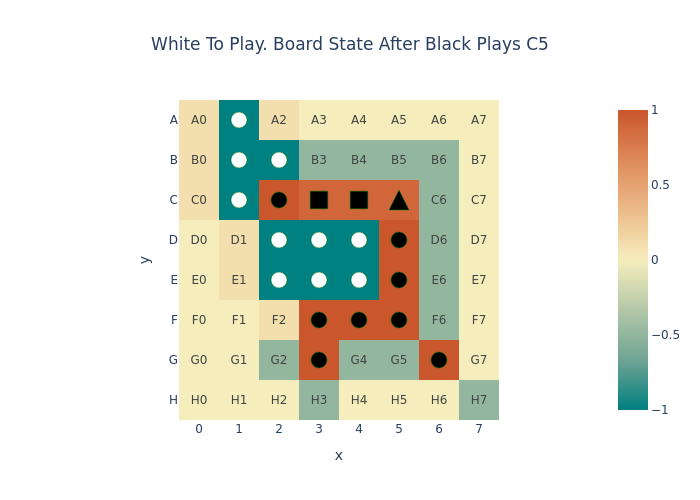 White To Play. Board State After Black Plays C5
A A0 A2 A3 A4 A5 A6 A7
B B0 B3 B4 B5 B6 B7
C C0 C6 C7
D D0 D1 D6 D7
E E0 E1 E6 E7
F F0 F1 F2 F6 F7
G G0 G1 G2 G4 G5 G7
H H0 H1 H2 H3 H4 H5 H6 H7
0 1 2 3 4 5 6 7
x
y
1
0.5
0
−0.5
−1